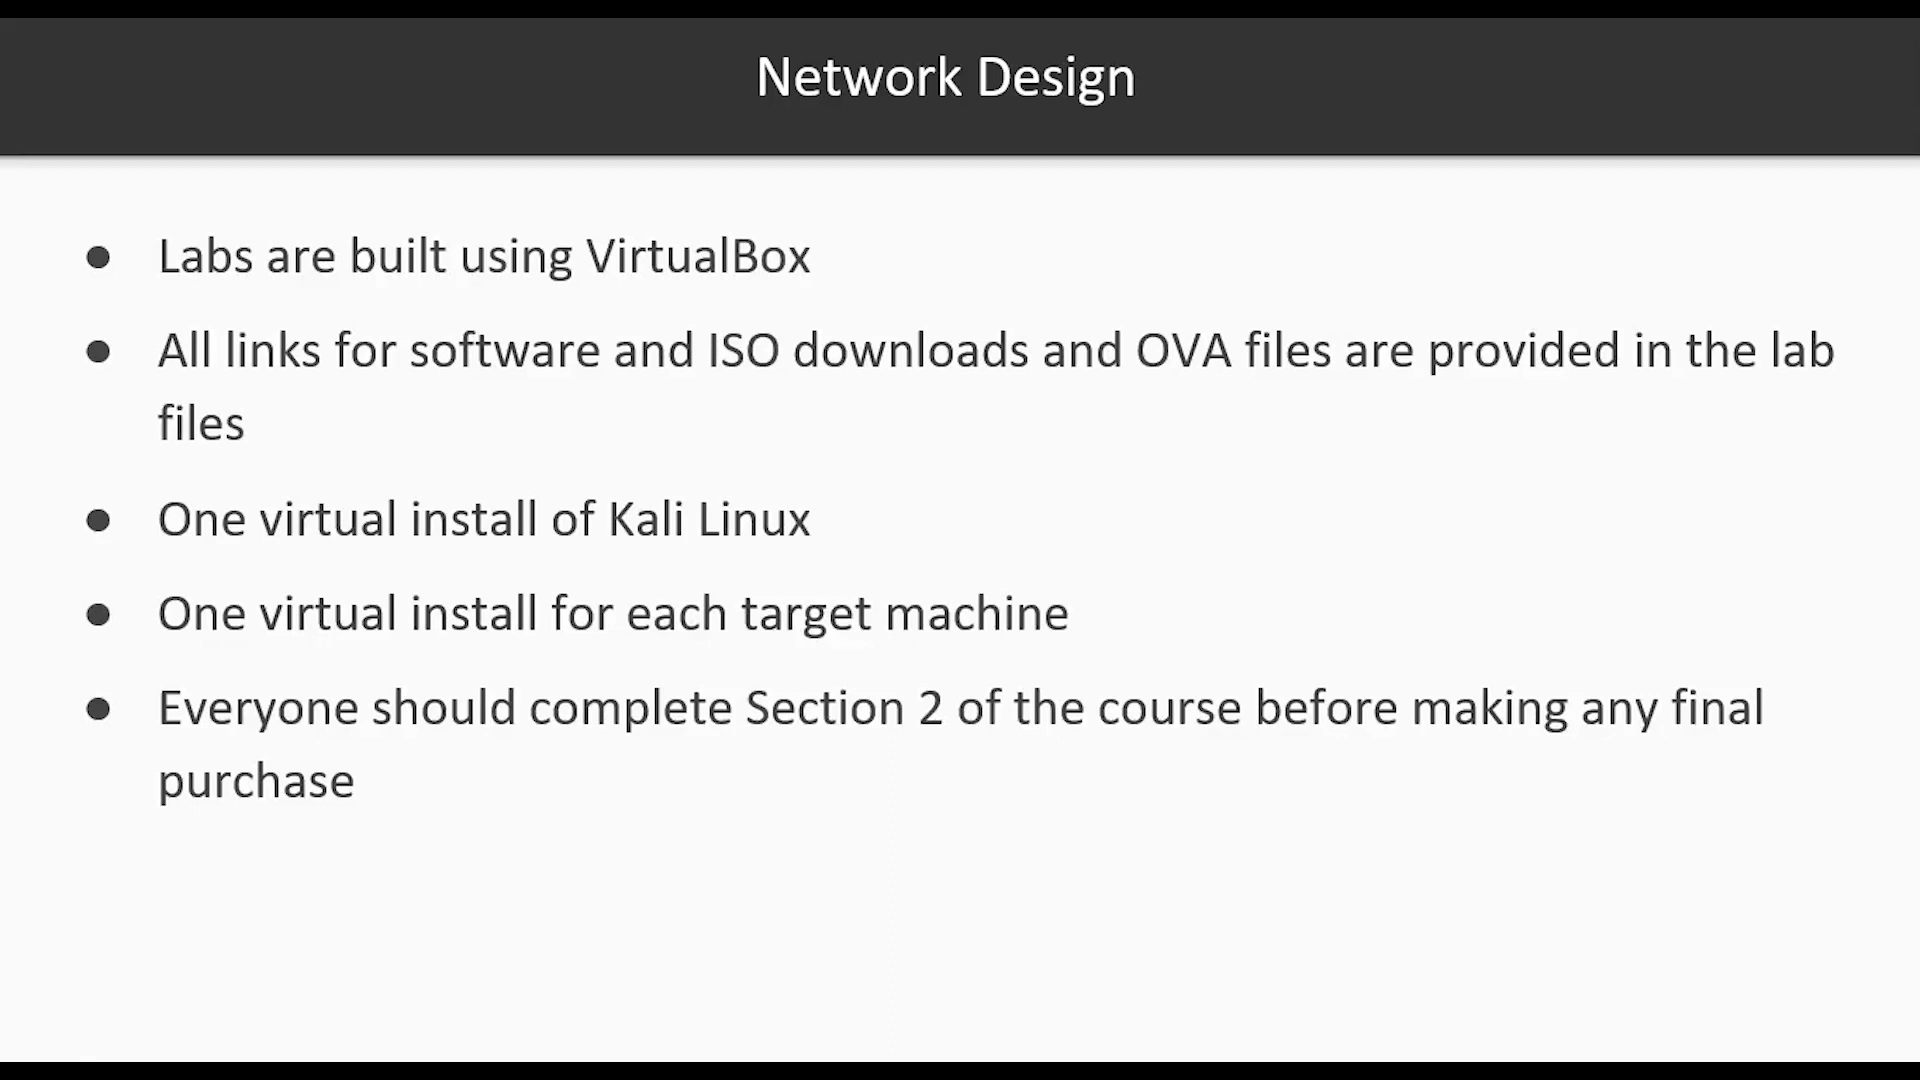 Network Design
● Labs are built using VirtualBox
● All links for software and ISO downloads and OVA files are provided in the lab
files
● One virtual install of Kali Linux
● One virtual install for each target machine
● Everyone should complete Section 2 of the course before making any final
purchase